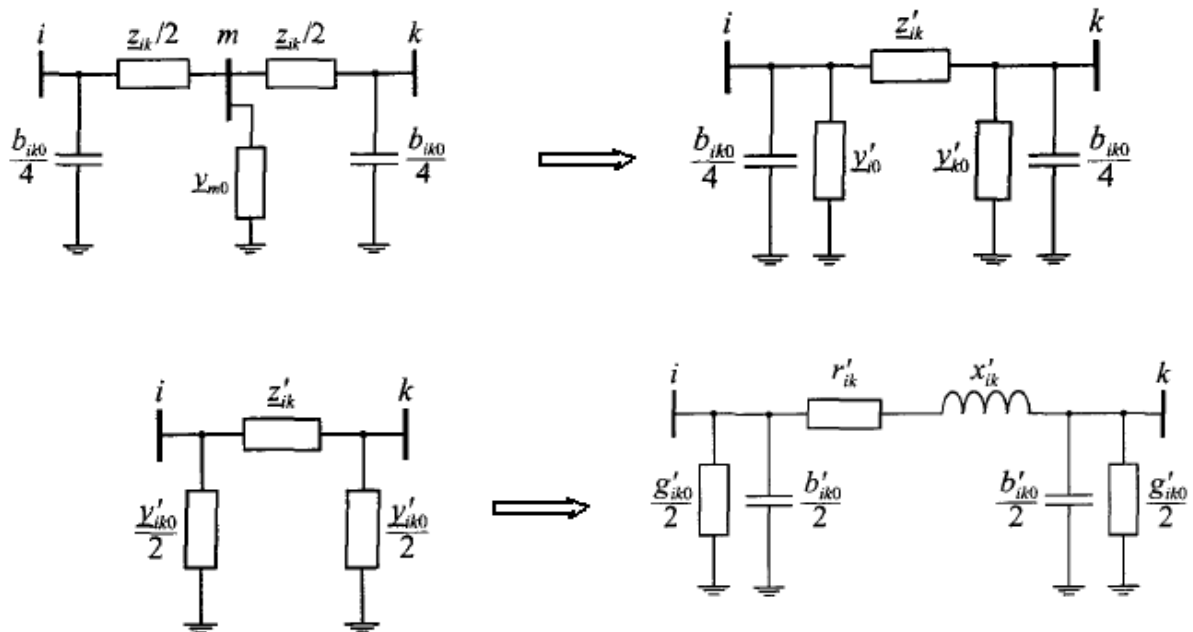 i z_ik/2 m z_ik/2 k
b_ik0/4 y_m0 b_ik0/4
i z'_ik k
b_ik0/4 y'_i0 y'_k0 b_ik0/4
i z'_ik k
y'_ik0/2 y'_ik0/2
i r'_ik x'_ik k
g'_ik0/2 b'_ik0/2 b'_ik0/2 g'_ik0/2